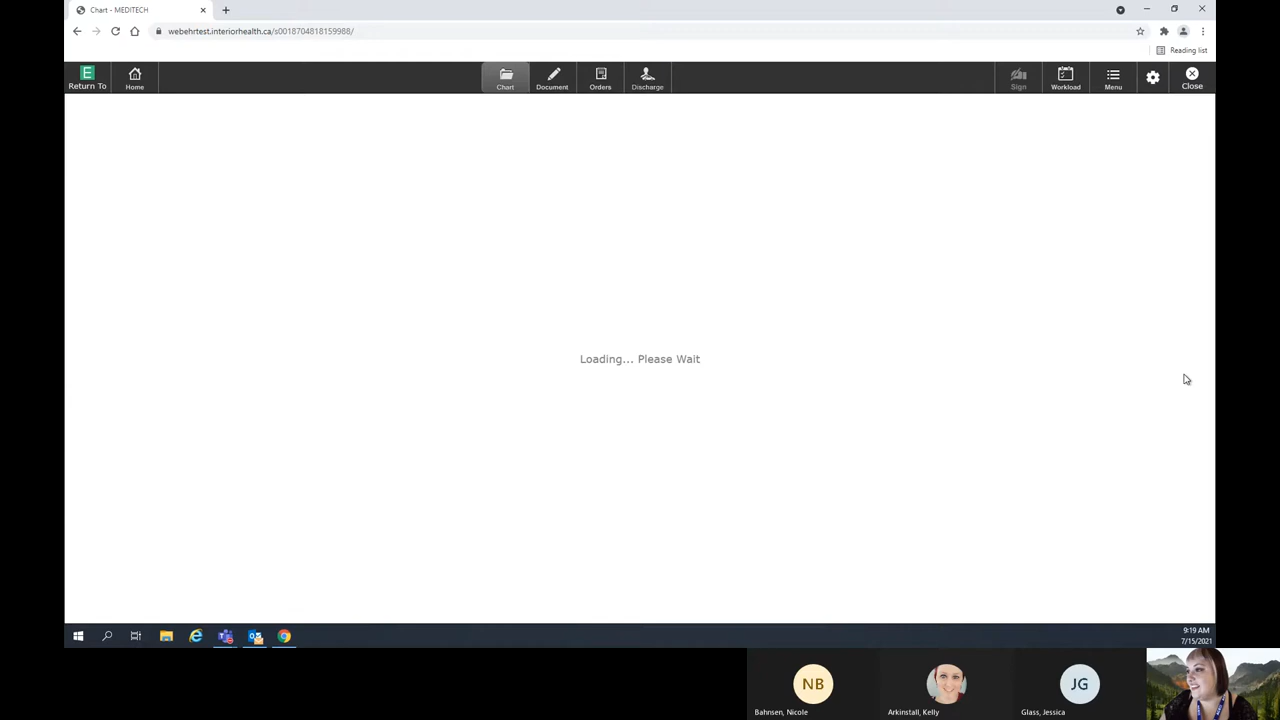 Chart - MEDITECH
webehrtest.interiorhealth.ca/s0018704818159988/
Reading list
E
Return To
Home
Chart
Document
Orders
Discharge
Sign
Workload
Menu
Close
Loading... Please Wait
9:19 AM
7/15/2021
NB
JG
Bahnsen, Nicole
Arkinstall, Kelly
Glass, Jessica